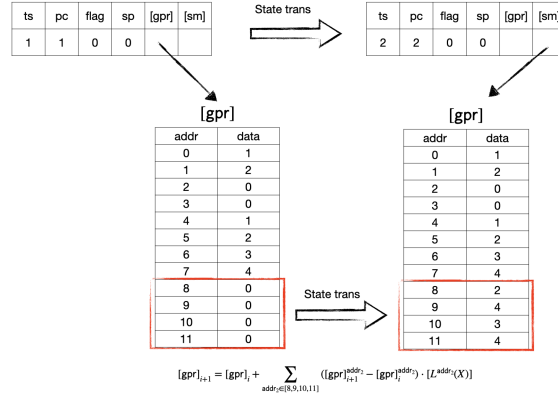 ts pc flag sp [gpr] [sm]
1 1 0 0
State trans
ts pc flag sp [gpr] [sm]
2 2 0 0
[gpr]
addr data
0 1
1 2
2 0
3 0
4 1
5 2
6 3
7 4
8 0
9 0
10 0
11 0
State trans
[gpr]
addr data
0 1
1 2
2 0
3 0
4 1
5 2
6 3
7 4
8 2
9 4
10 3
11 4
[gpr]ᵢ₊₁ = [gpr]ᵢ + ∑_{addr₂∈[8,9,10,11]} ([gpr]ᵢ₊₁^{addr₂} − [gpr]ᵢ^{addr₂}) · [L^{addr₂}(X)]